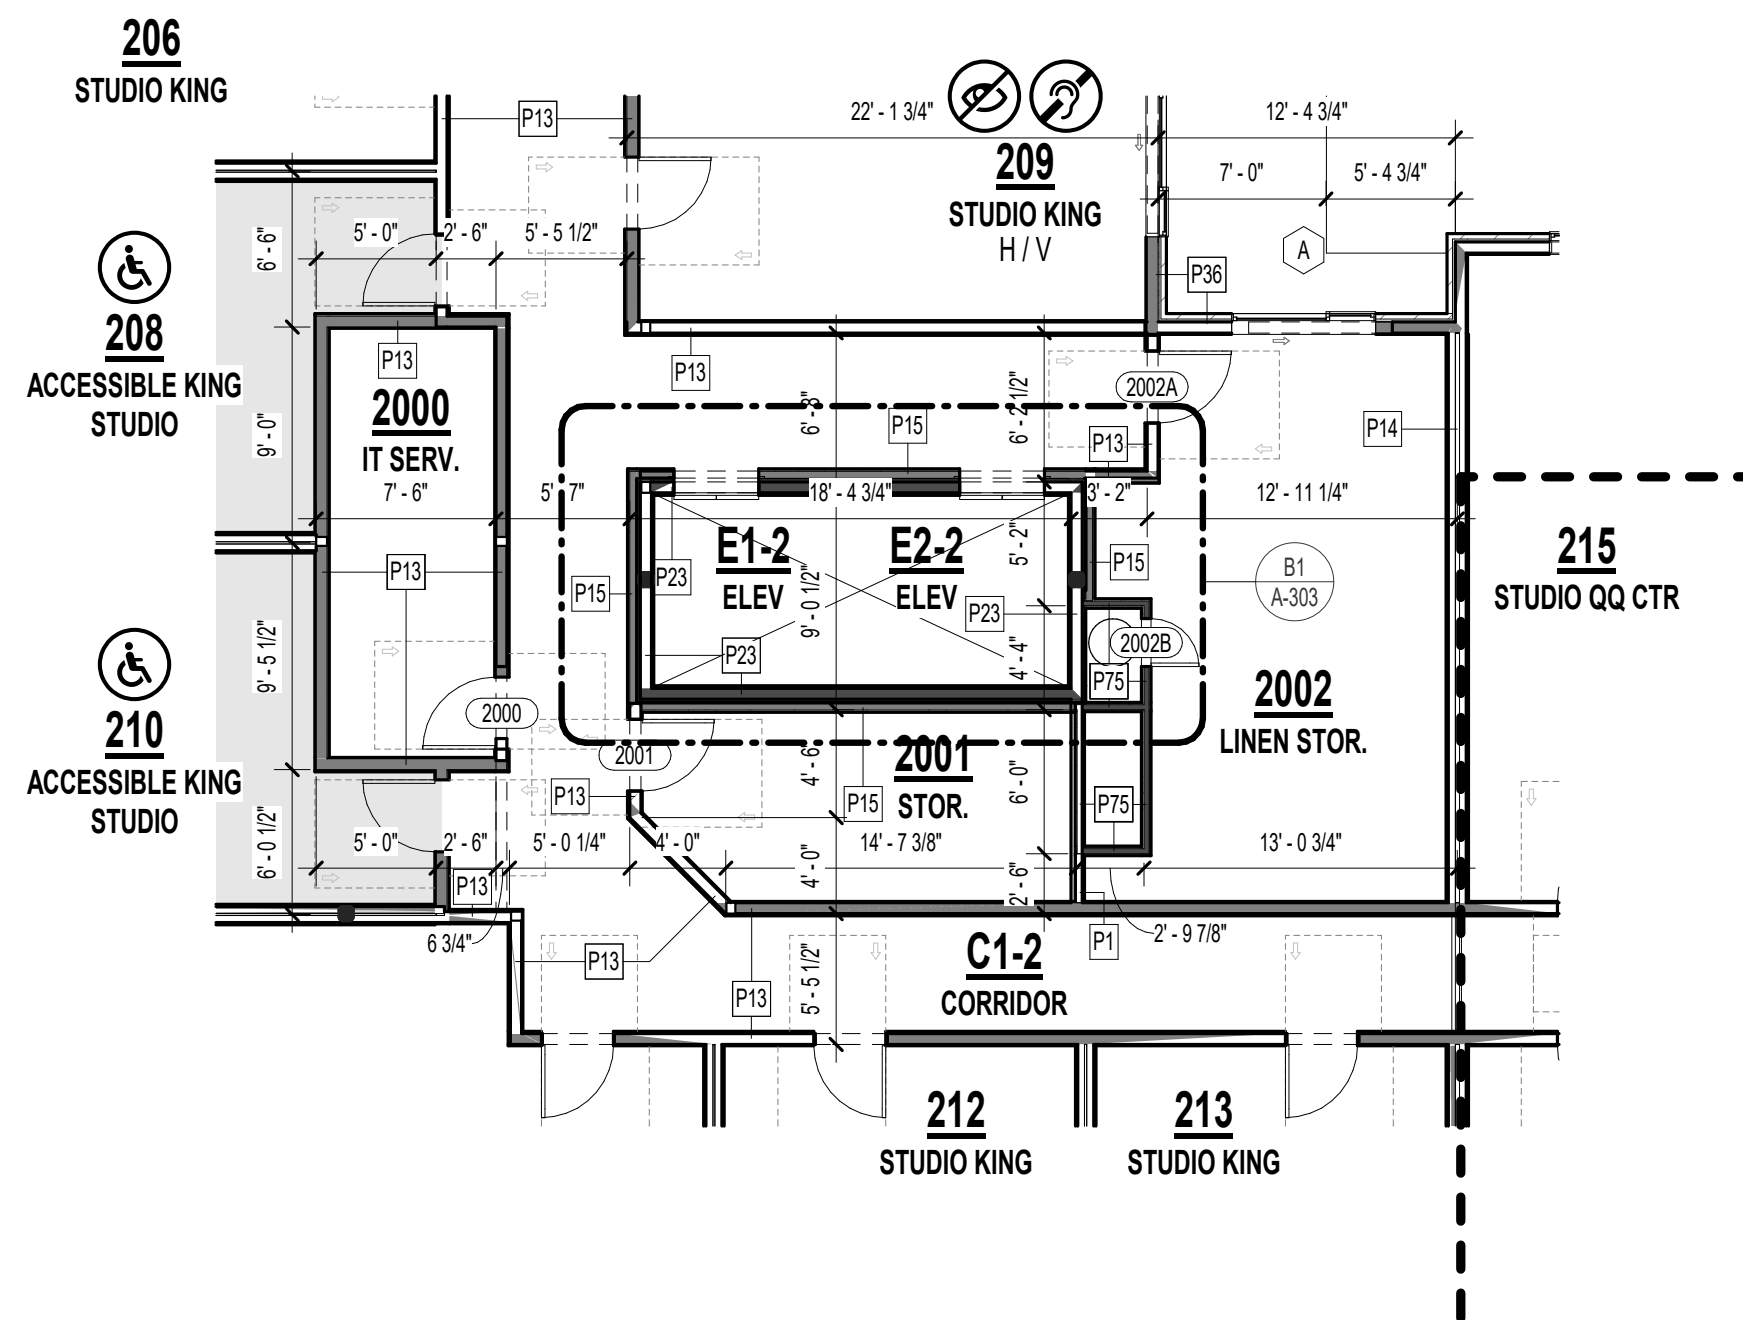 206
STUDIO KING
P13
22' - 1 3/4"
12' - 4 3/4"
209
STUDIO KING
H / V
7' - 0"
5' - 4 3/4"
6' - 6"
5' - 0"
2' - 6"
5' - 5 1/2"
A
P36
208
ACCESSIBLE KING
STUDIO
P13
P13
2002A
9' - 0"
2000
IT SERV.
6' - 8"
6' - 2 1/2"
P15
P13
P14
7' - 6"
5' - 7"
18' - 4 3/4"
3' - 2"
12' - 11 1/4"
E1-2
ELEV
E2-2
ELEV
5' - 2"
P15
B1
A-303
215
STUDIO QQ CTR
P13
P15
P23
9' - 0 1/2"
P23
2002B
9' - 5 1/2"
P23
4' - 4"
P75
2002
LINEN STOR.
210
ACCESSIBLE KING
STUDIO
2000
2001
2001
STOR.
4' - 6"
6' - 0"
P13
P15
P75
6' - 0 1/2"
5' - 0"
2' - 6"
5' - 0 1/4"
4' - 0"
14' - 7 3/8"
13' - 0 3/4"
4' - 0"
2' - 6"
P13
6 3/4"
P13
P1
2' - 9 7/8"
C1-2
CORRIDOR
P13
5' - 5 1/2"
212
STUDIO KING
213
STUDIO KING